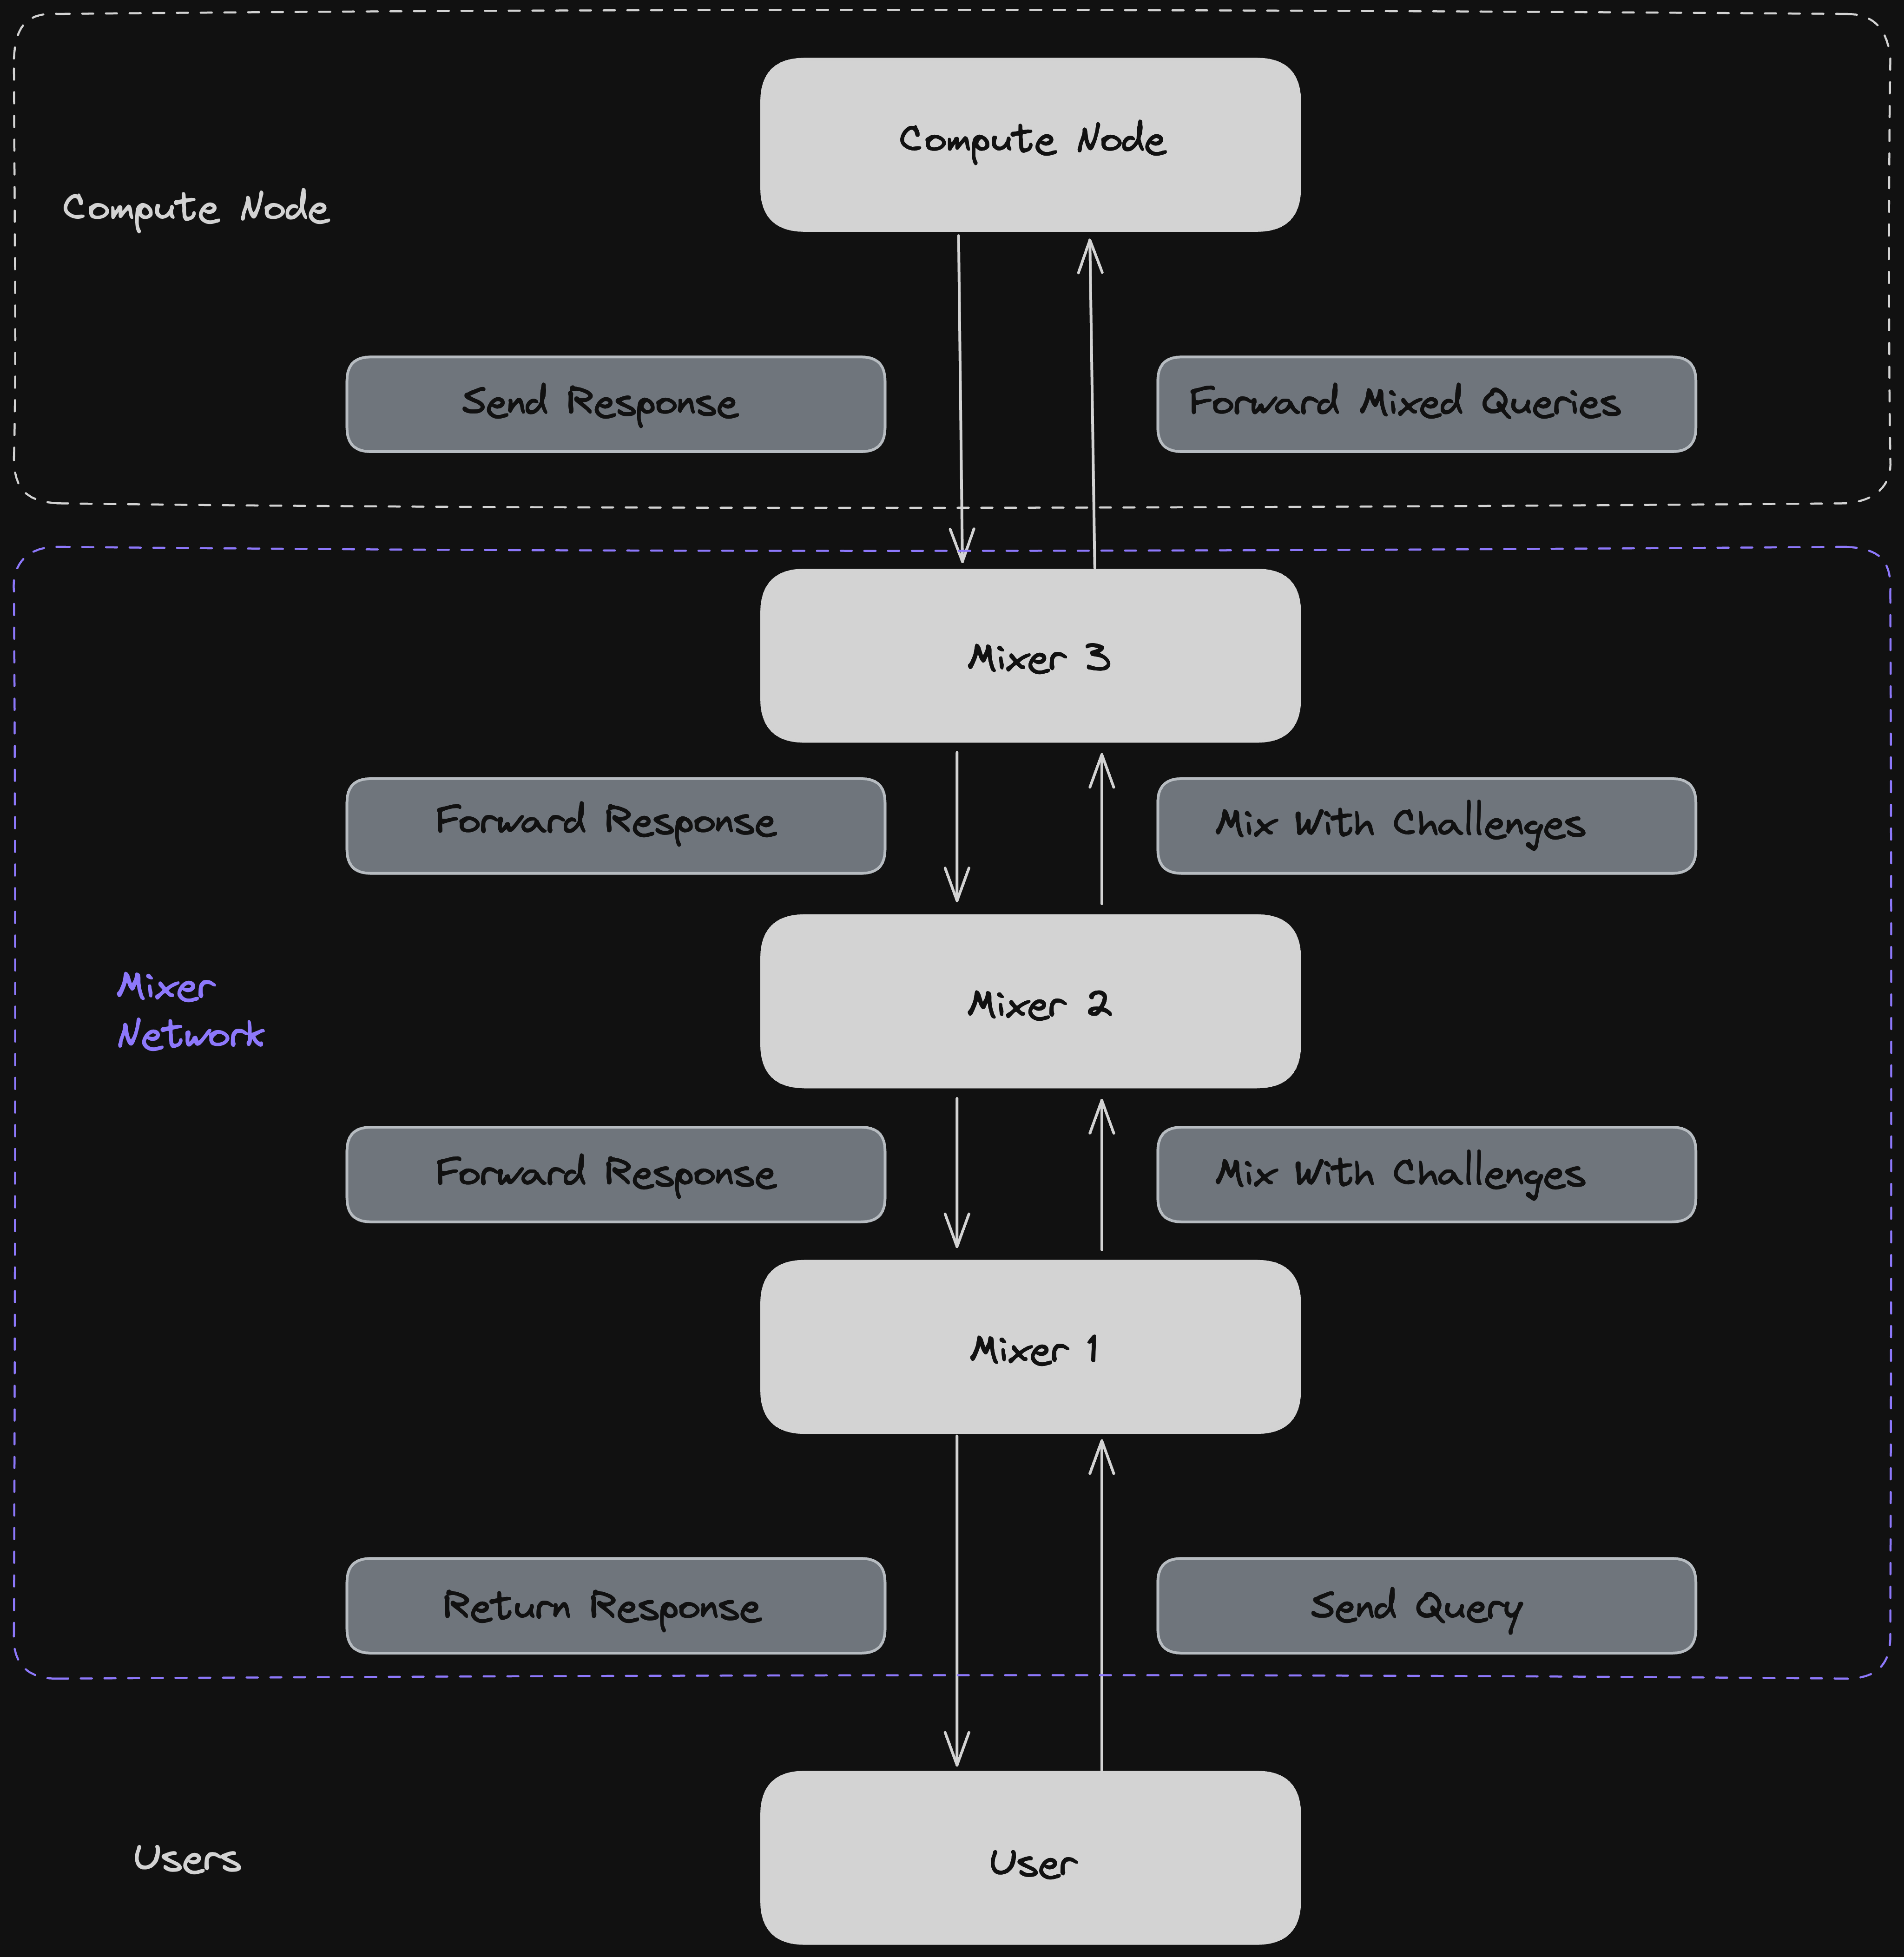 Compute Node
Compute Node
Send Response
Forward Mixed Queries
Mixer 3
Forward Response
Mix With Challenges
Mixer
Network
Mixer 2
Forward Response
Mix With Challenges
Mixer 1
Return Response
Send Query
Users
User